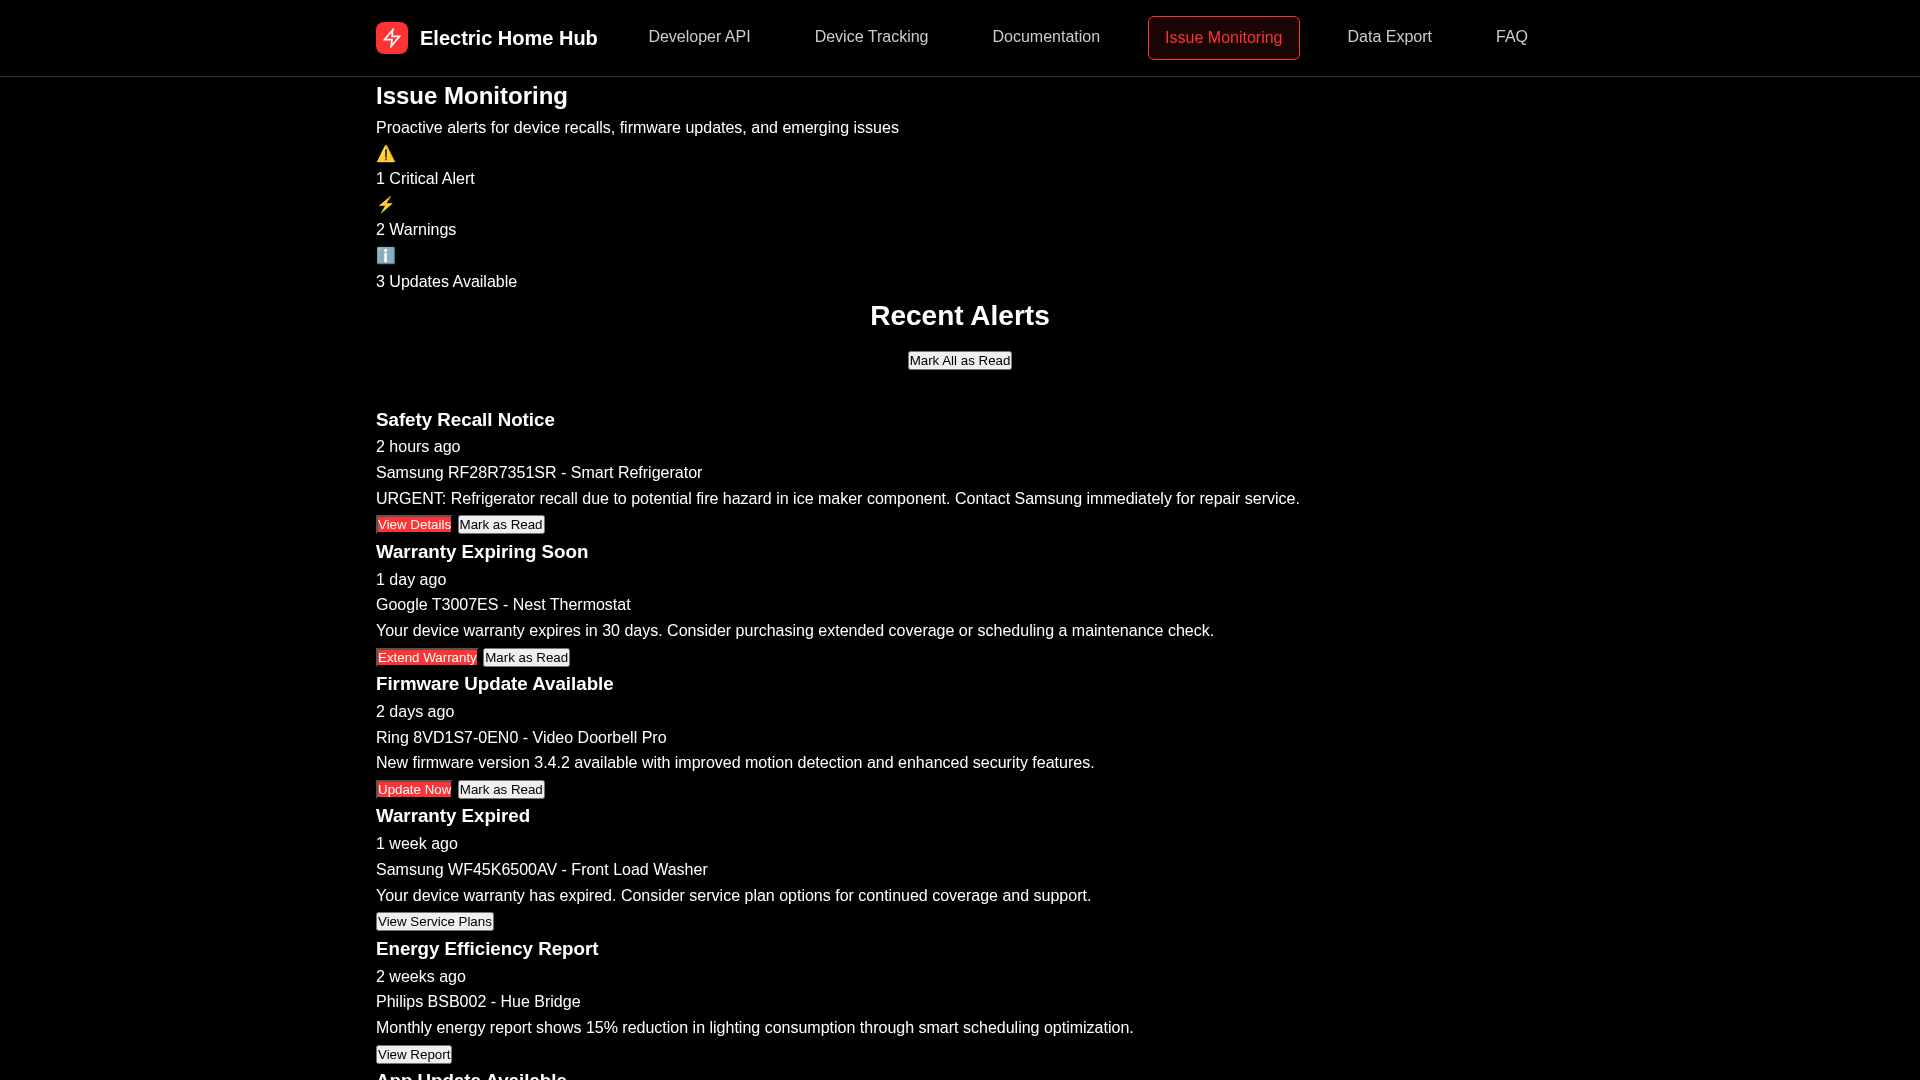 Electric Home Hub
Developer API
Device Tracking
Documentation
Issue Monitoring
Data Export
FAQ
Issue Monitoring
Proactive alerts for device recalls, firmware updates, and emerging issues
1 Critical Alert
2 Warnings
3 Updates Available
Recent Alerts
Mark All as Read
Safety Recall Notice
2 hours ago
Samsung RF28R7351SR - Smart Refrigerator
URGENT: Refrigerator recall due to potential fire hazard in ice maker component. Contact Samsung immediately for repair service.
View Details Mark as Read
Warranty Expiring Soon
1 day ago
Google T3007ES - Nest Thermostat
Your device warranty expires in 30 days. Consider purchasing extended coverage or scheduling a maintenance check.
Extend Warranty Mark as Read
Firmware Update Available
2 days ago
Ring 8VD1S7-0EN0 - Video Doorbell Pro
New firmware version 3.4.2 available with improved motion detection and enhanced security features.
Update Now Mark as Read
Warranty Expired
1 week ago
Samsung WF45K6500AV - Front Load Washer
Your device warranty has expired. Consider service plan options for continued coverage and support.
View Service Plans
Energy Efficiency Report
2 weeks ago
Philips BSB002 - Hue Bridge
Monthly energy report shows 15% reduction in lighting consumption through smart scheduling optimization.
View Report
App Update Available